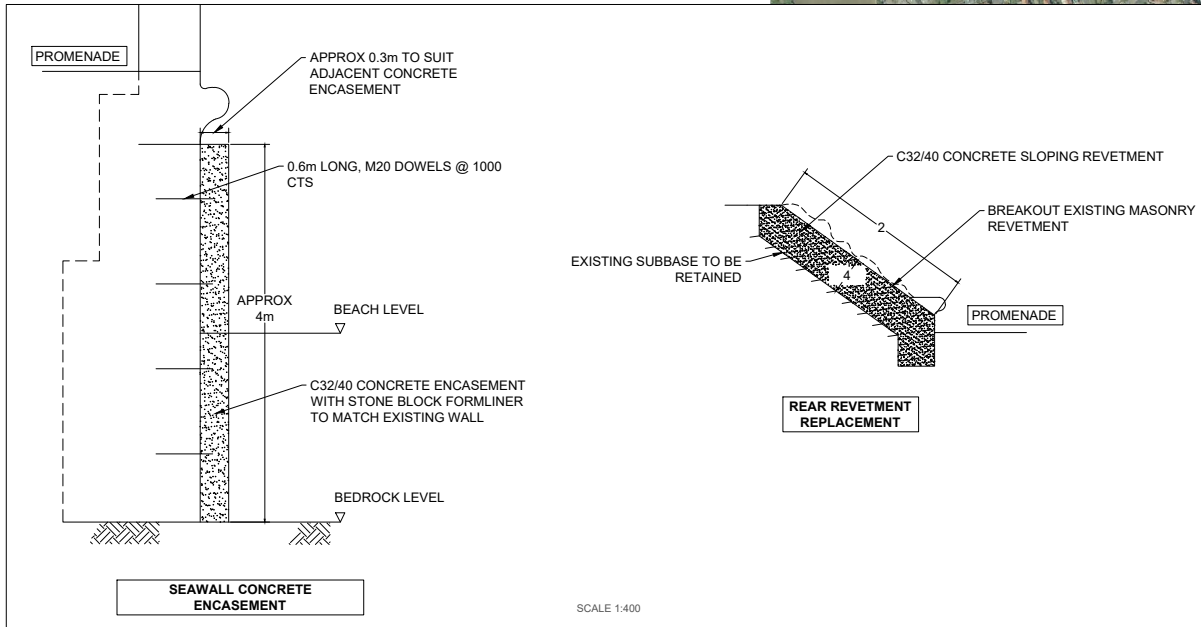 PROMENADE
APPROX 0.3m TO SUIT
ADJACENT CONCRETE
ENCASEMENT
0.6m LONG, M20 DOWELS @ 1000
CTS
APPROX
4m
BEACH LEVEL
C32/40 CONCRETE ENCASEMENT
WITH STONE BLOCK FORMLINER
TO MATCH EXISTING WALL
BEDROCK LEVEL
SEAWALL CONCRETE
ENCASEMENT
C32/40 CONCRETE SLOPING REVETMENT
2
BREAKOUT EXISTING MASONRY
REVETMENT
EXISTING SUBBASE TO BE
RETAINED
4
PROMENADE
REAR REVETMENT
REPLACEMENT
SCALE 1:400